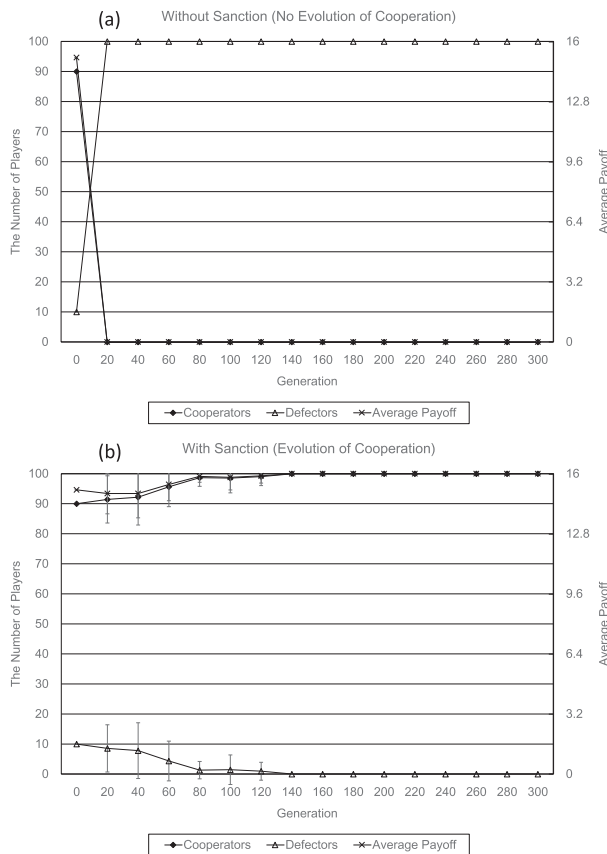 (a)
Without Sanction (No Evolution of Cooperation)
The Number of Players
100
90
80
70
60
50
40
30
20
10
0
16
12.8
9.6
6.4
3.2
0
Average Payoff
0 20 40 60 80 100 120 140 160 180 200 220 240 260 280 300
Generation
Cooperators Defectors Average Payoff
(b)
With Sanction (Evolution of Cooperation)
The Number of Players
100
90
80
70
60
50
40
30
20
10
0
16
12.8
9.6
6.4
3.2
0
Average Payoff
0 20 40 60 80 100 120 140 160 180 200 220 240 260 280 300
Generation
Cooperators Defectors Average Payoff